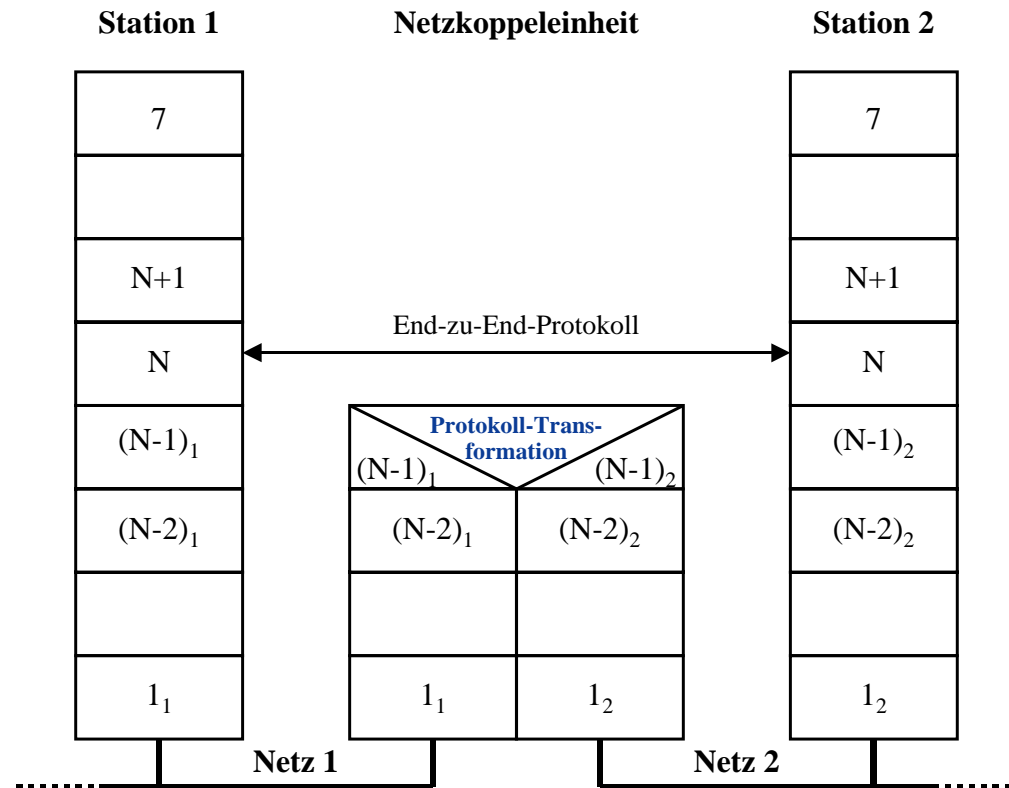 Station 1 Netzkoppeleinheit Station 2
7 7
N+1 N+1
End-zu-End-Protokoll
N N
Protokoll-Trans-
formation
(N-1)₁ (N-1)₁ (N-1)₂ (N-1)₂
(N-2)₁ (N-2)₁ (N-2)₂ (N-2)₂
1₁ 1₁ 1₂ 1₂
Netz 1 Netz 2